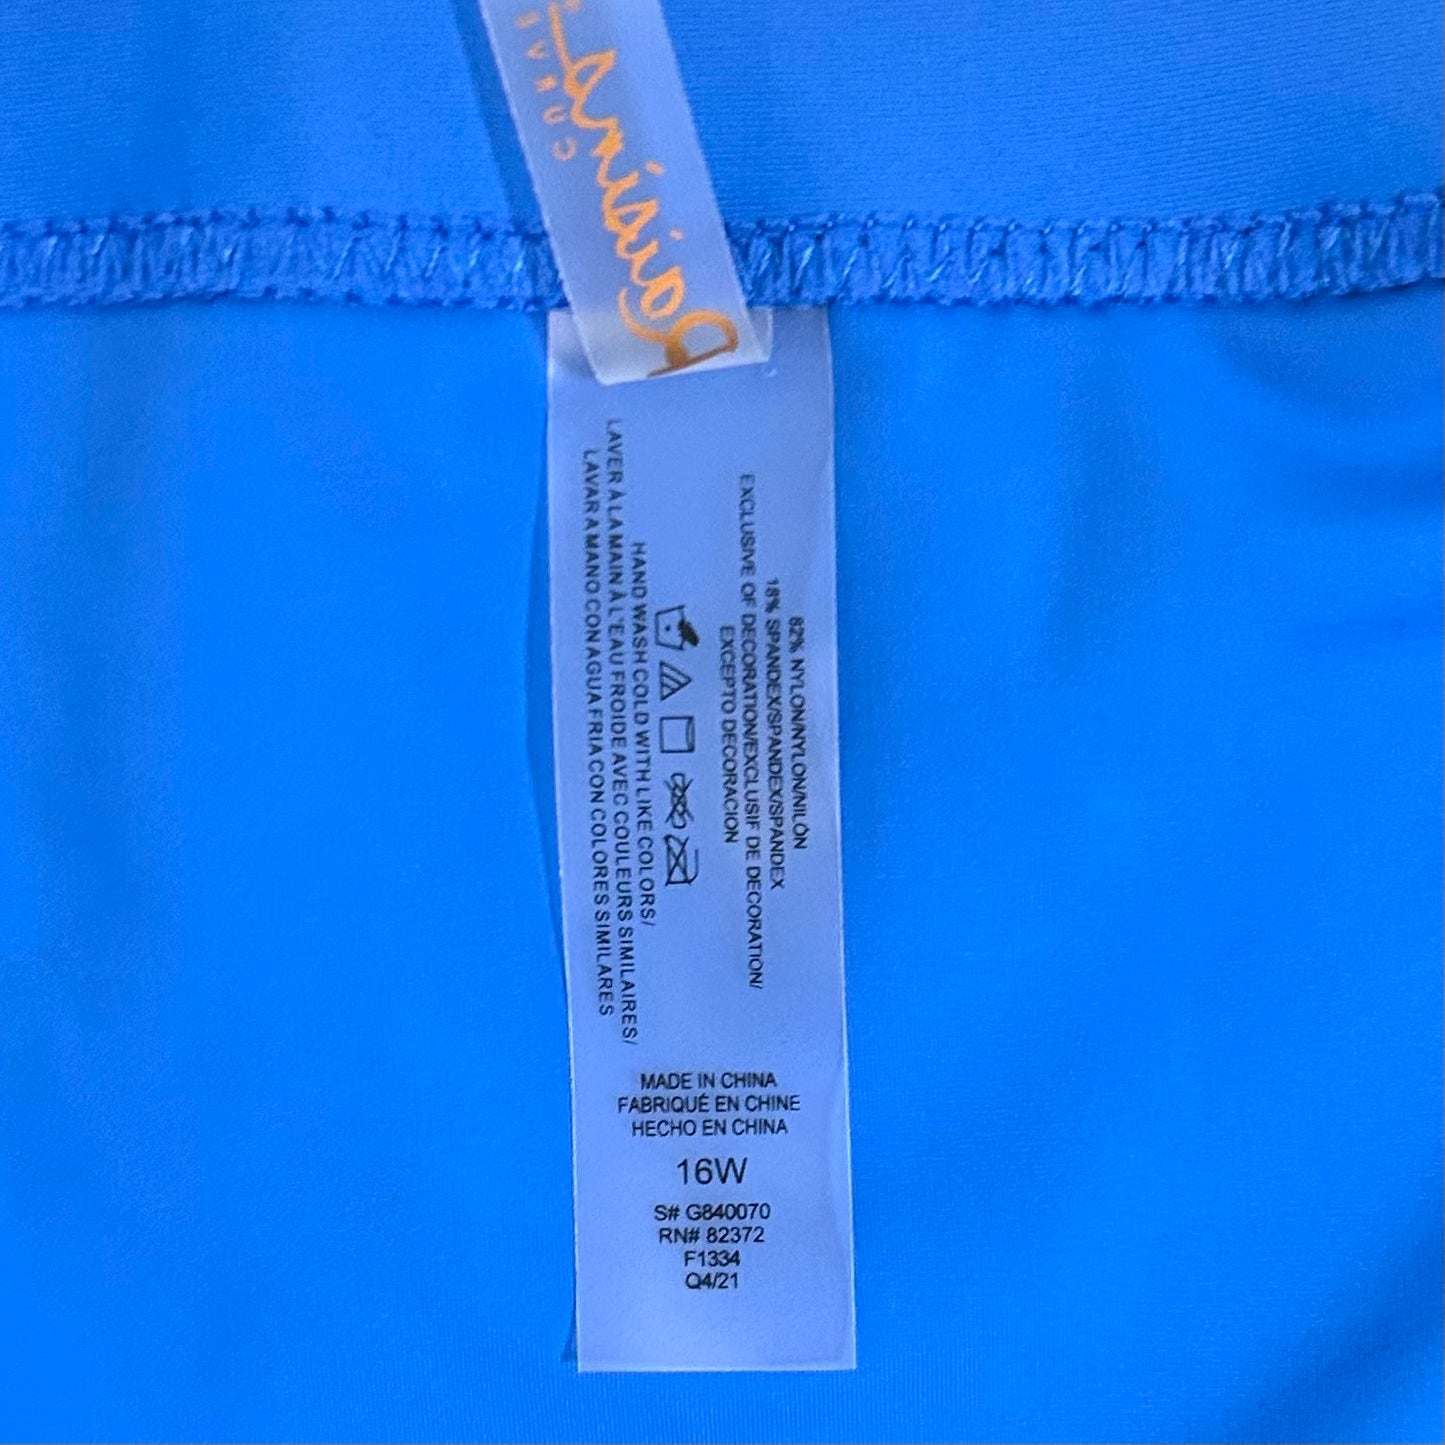 CURVE
82% NYLON/NYLON/NILÓN
18% SPANDEX/SPANDEX/SPANDEX
EXCLUSIVE OF DECORATION/EXCLUSIF DE DECORATION/
EXCEPTO DECORACION
HAND WASH COLD WITH LIKE COLORS/
LAVER À LA MAIN À L'EAU FROIDE AVEC COULEURS SIMILAIRES/
LAVAR A MANO CON AGUA FRIA CON COLORES SIMILARES
MADE IN CHINA
FABRIQUÉ EN CHINE
HECHO EN CHINA
16W
S# G840070
RN# 82372
F1334
Q4/21